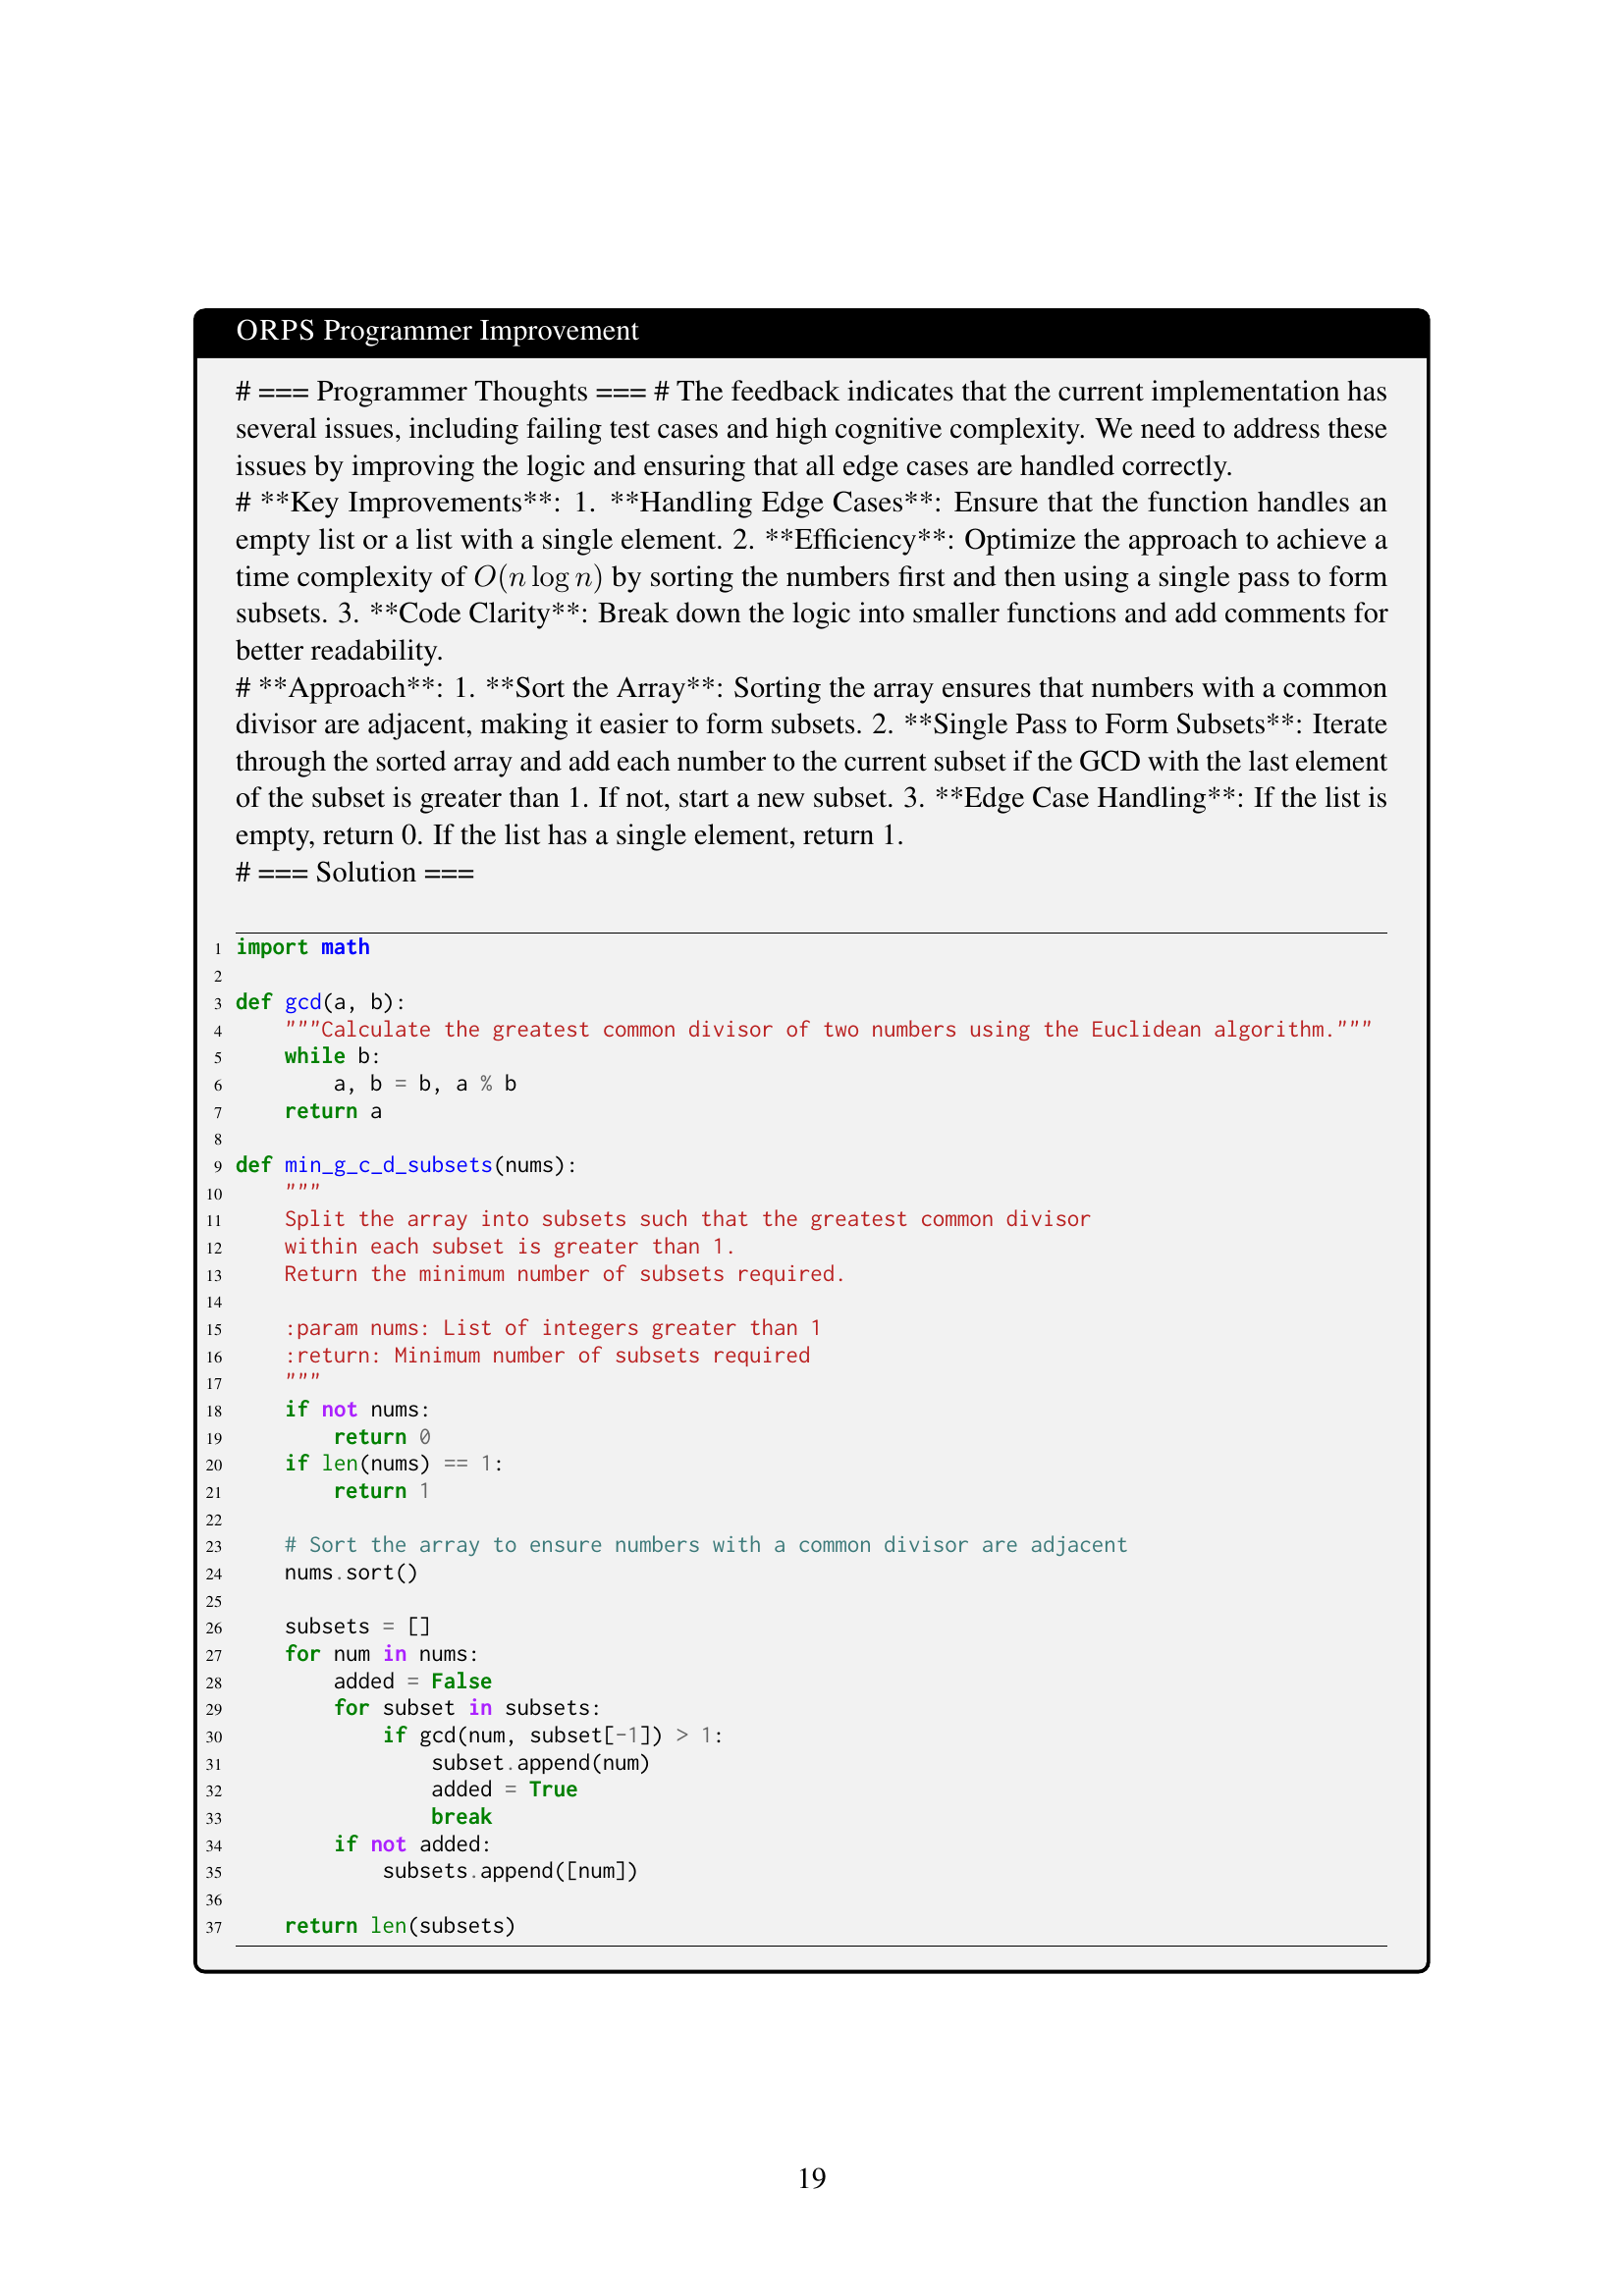 ORPS Programmer Improvement
# === Programmer Thoughts === # The feedback indicates that the current implementation has
several issues, including failing test cases and high cognitive complexity. We need to address these
issues by improving the logic and ensuring that all edge cases are handled correctly.
# **Key Improvements**: 1. **Handling Edge Cases**: Ensure that the function handles an
empty list or a list with a single element. 2. **Efficiency**: Optimize the approach to achieve a
time complexity of O(n log n) by sorting the numbers first and then using a single pass to form
subsets. 3. **Code Clarity**: Break down the logic into smaller functions and add comments for
better readability.
# **Approach**: 1. **Sort the Array**: Sorting the array ensures that numbers with a common
divisor are adjacent, making it easier to form subsets. 2. **Single Pass to Form Subsets**: Iterate
through the sorted array and add each number to the current subset if the GCD with the last element
of the subset is greater than 1. If not, start a new subset. 3. **Edge Case Handling**: If the list is
empty, return 0. If the list has a single element, return 1.
# === Solution ===
1 import math
2
3 def gcd(a, b):
4     """Calculate the greatest common divisor of two numbers using the Euclidean algorithm."""
5     while b:
6         a, b = b, a % b
7     return a
8
9 def min_g_c_d_subsets(nums):
10     """
11     Split the array into subsets such that the greatest common divisor
12     within each subset is greater than 1.
13     Return the minimum number of subsets required.
14
15     :param nums: List of integers greater than 1
16     :return: Minimum number of subsets required
17     """
18     if not nums:
19         return 0
20     if len(nums) == 1:
21         return 1
22
23     # Sort the array to ensure numbers with a common divisor are adjacent
24     nums.sort()
25
26     subsets = []
27     for num in nums:
28         added = False
29         for subset in subsets:
30             if gcd(num, subset[-1]) > 1:
31                 subset.append(num)
32                 added = True
33                 break
34         if not added:
35             subsets.append([num])
36
37     return len(subsets)
19